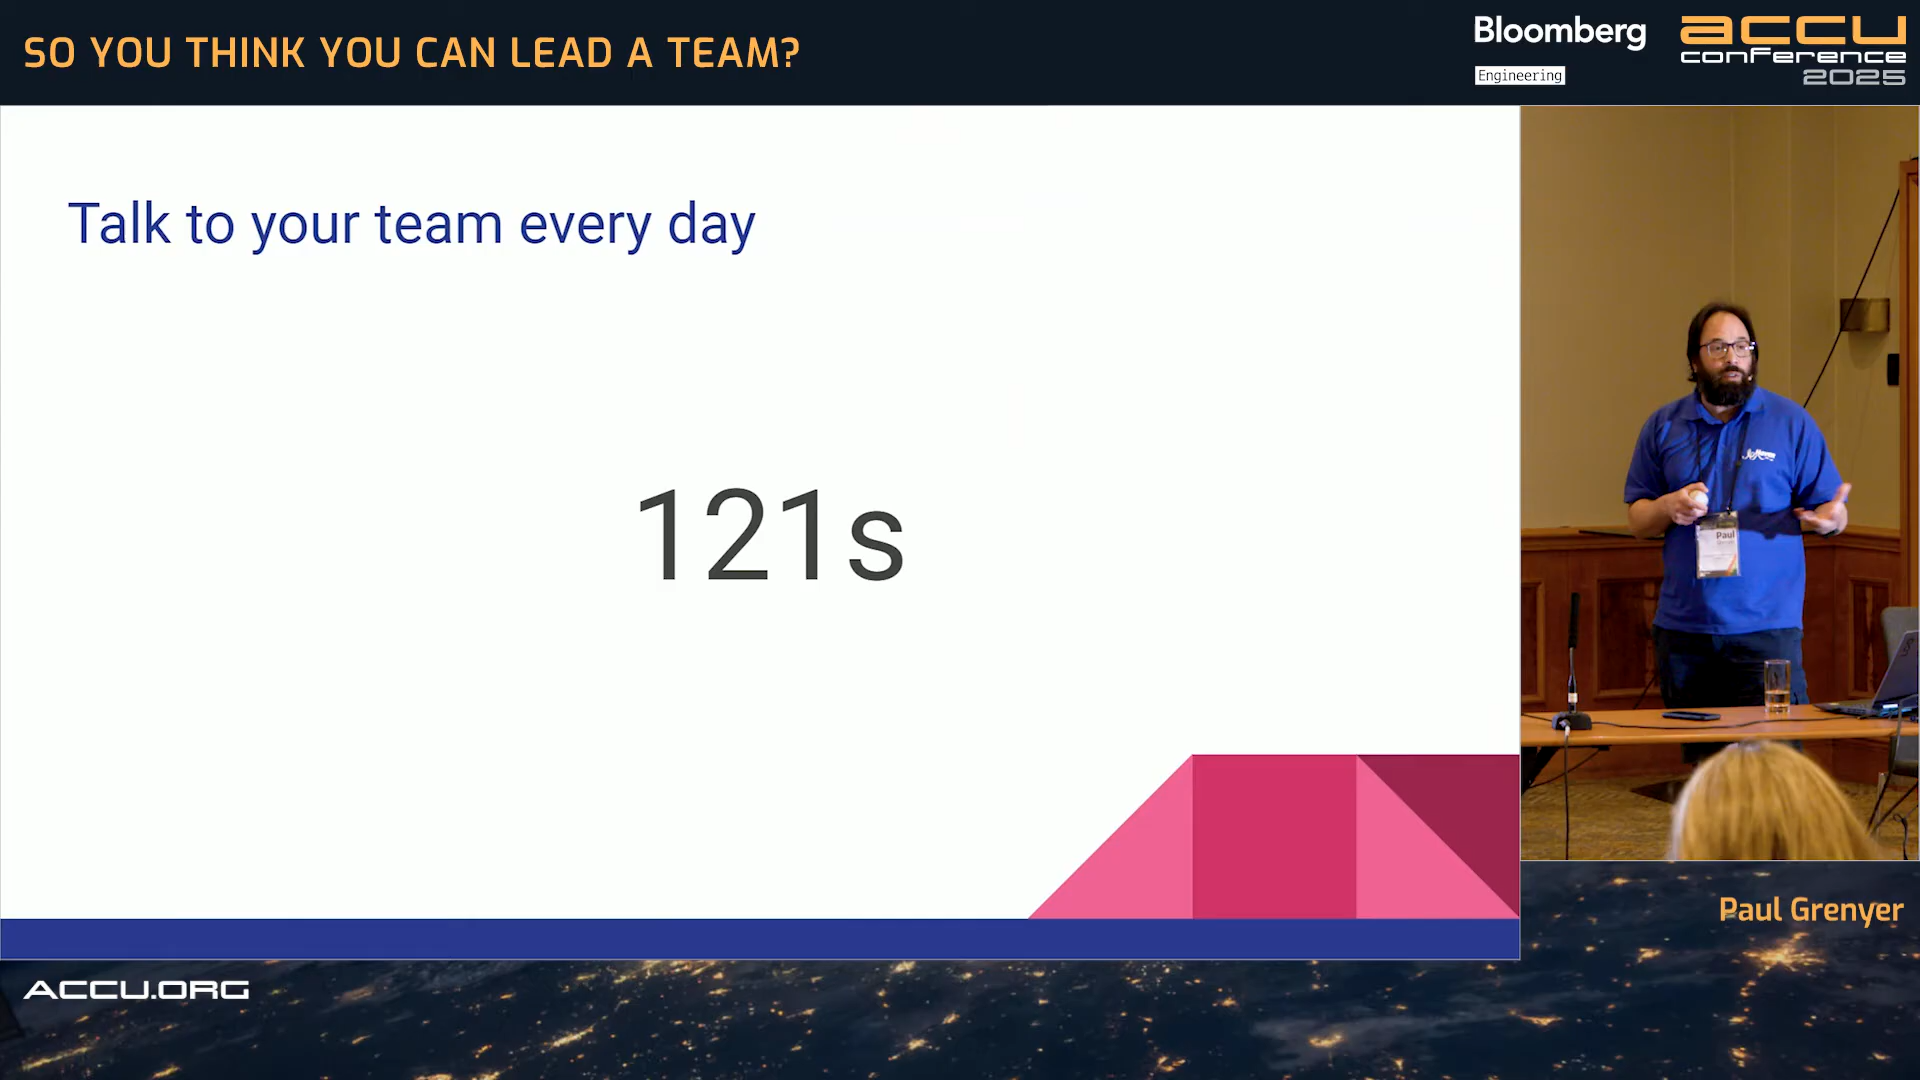 SO YOU THINK YOU CAN LEAD A TEAM?
Bloomberg
Engineering
accu
conference
2025
Talk to your team every day
121s
Paul
Paul Grenyer
ACCU.ORG